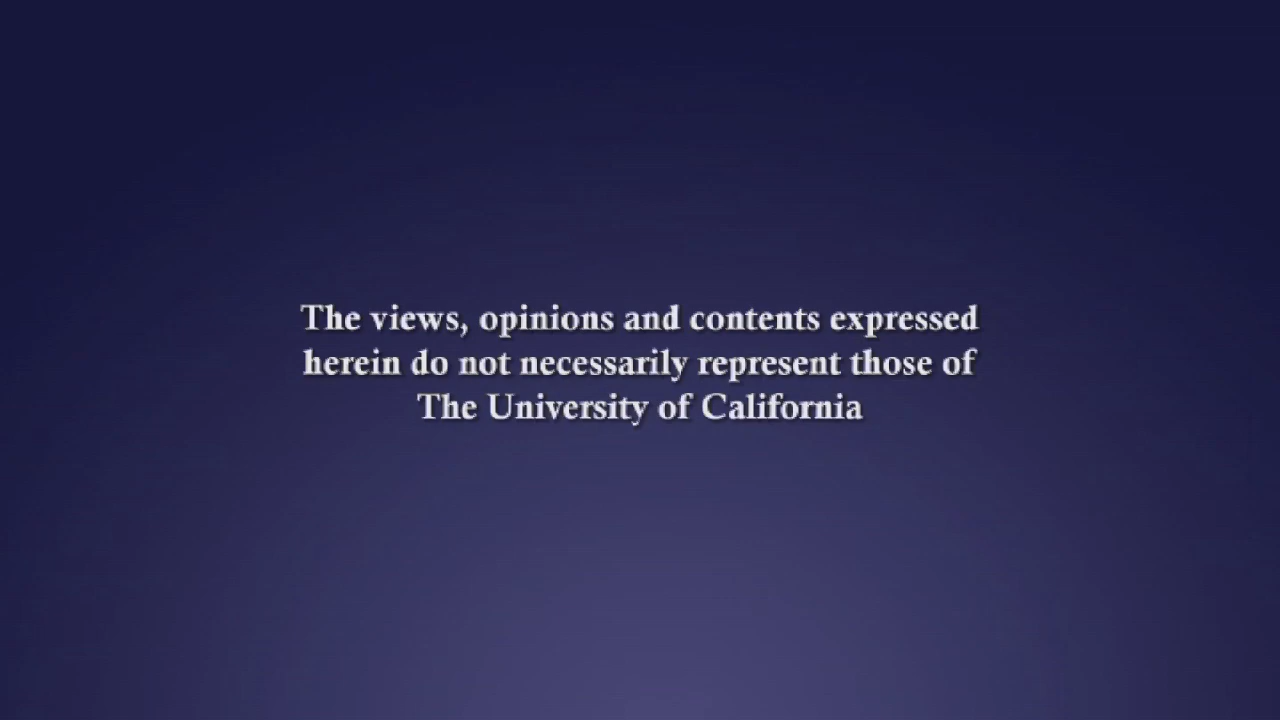 The views, opinions and contents expressed
herein do not necessarily represent those of
The University of California